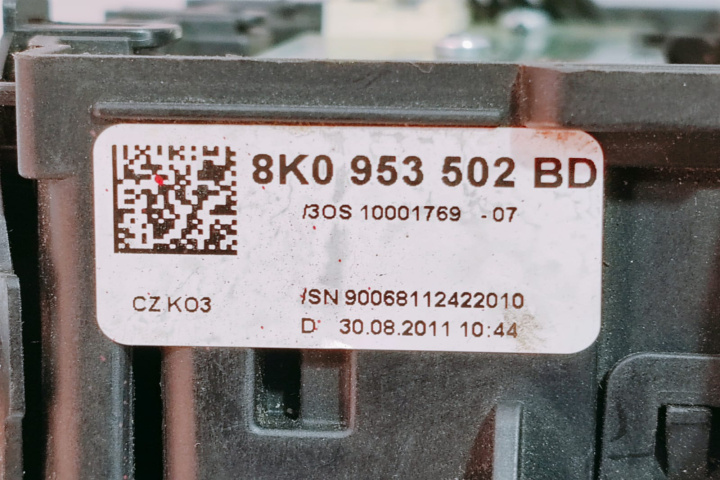 8K0 953 502 BD
/3OS 10001769 - 07
CZ KO3
/SN 90068112422010
D: 30.08.2011 10:44